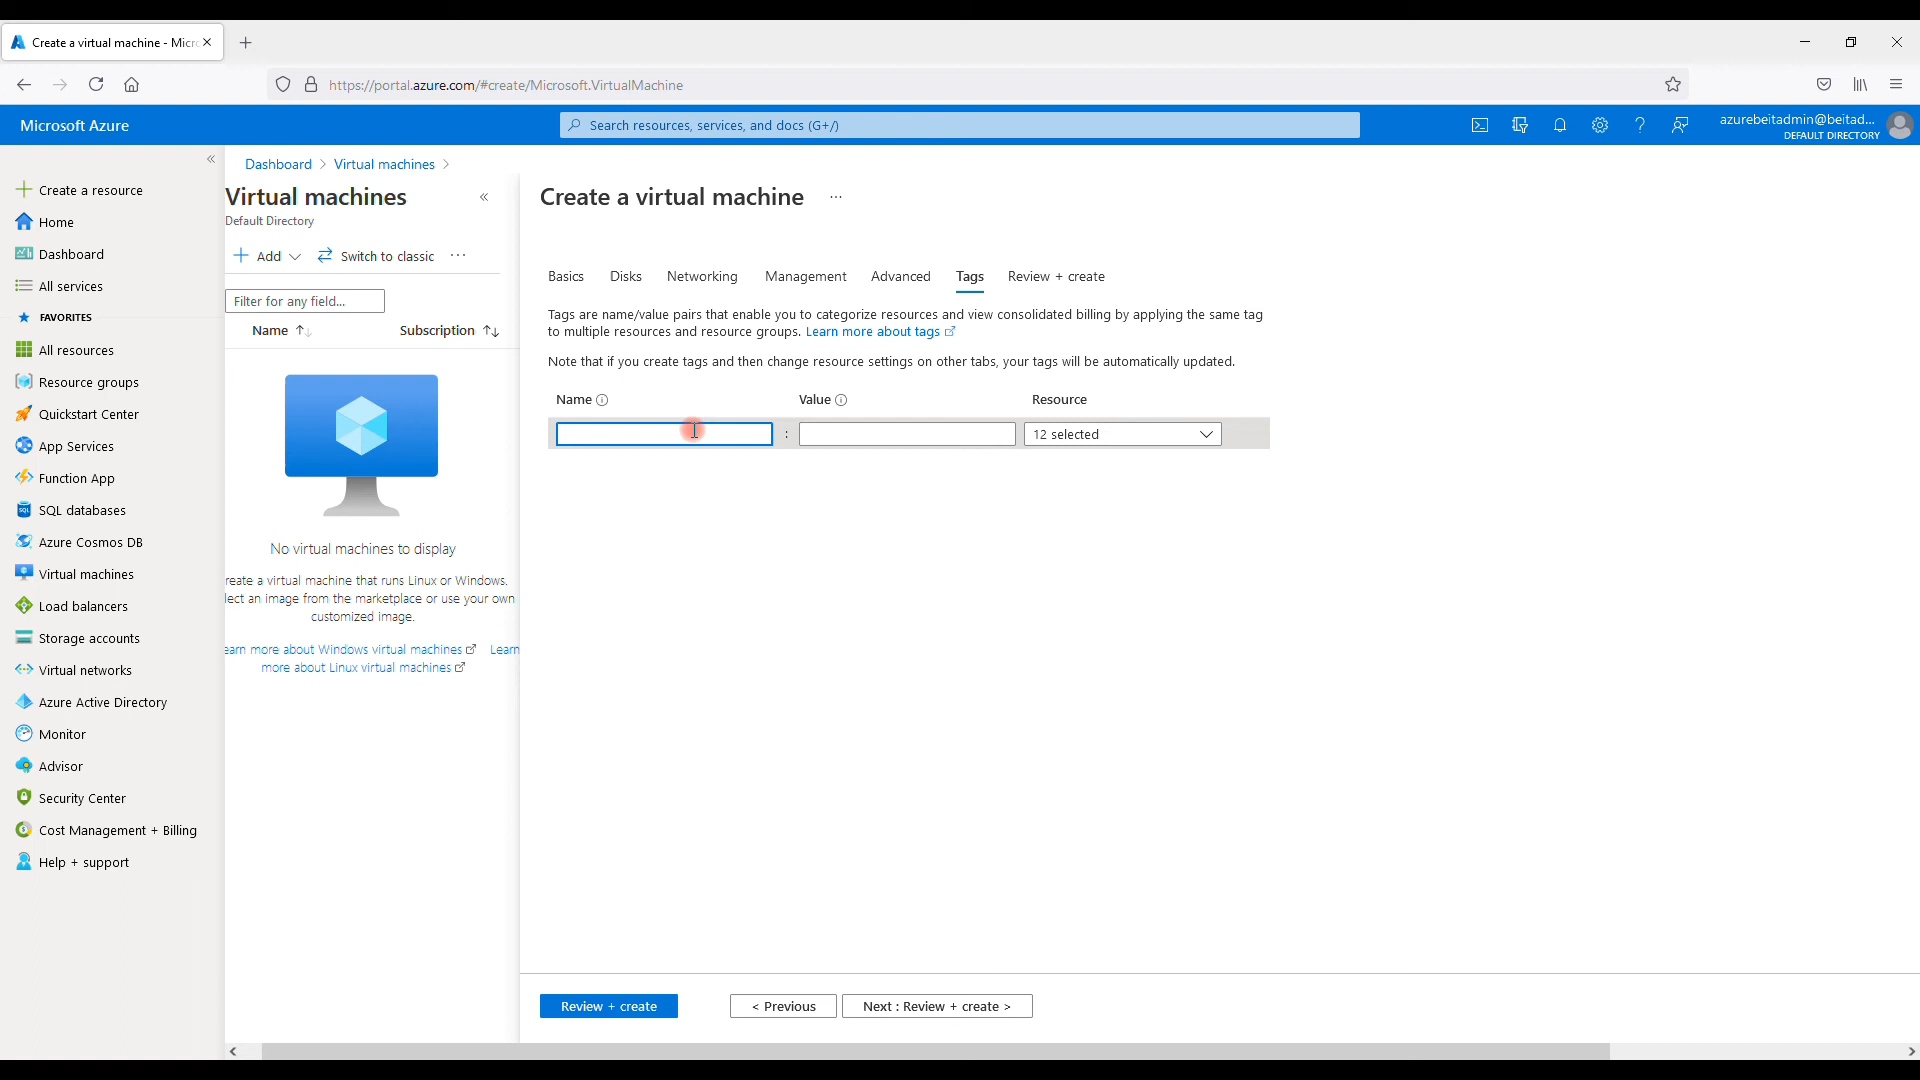 Create a virtual machine - Micr
https://portal.azure.com/#create/Microsoft.VirtualMachine
Microsoft Azure
Search resources, services, and docs (G+/)
azurebeitadmin@beitad...
DEFAULT DIRECTORY
Create a resource
Home
Dashboard
All services
FAVORITES
All resources
Resource groups
Quickstart Center
App Services
Function App
SQL databases
Azure Cosmos DB
Virtual machines
Load balancers
Storage accounts
Virtual networks
Azure Active Directory
Monitor
Advisor
Security Center
Cost Management + Billing
Help + support
Dashboard > Virtual machines >
Virtual machines
Default Directory
Add
Switch to classic
...
Filter for any field...
Name
Subscription
No virtual machines to display
reate a virtual machine that runs Linux or Windows.
lect an image from the marketplace or use your own
customized image.
earn more about Windows virtual machines Learn
more about Linux virtual machines
Create a virtual machine ...
Basics Disks Networking Management Advanced Tags Review + create
Tags are name/value pairs that enable you to categorize resources and view consolidated billing by applying the same tag
to multiple resources and resource groups. Learn more about tags
Note that if you create tags and then change resource settings on other tabs, your tags will be automatically updated.
Name Value Resource
: 12 selected
Review + create
< Previous
Next : Review + create >